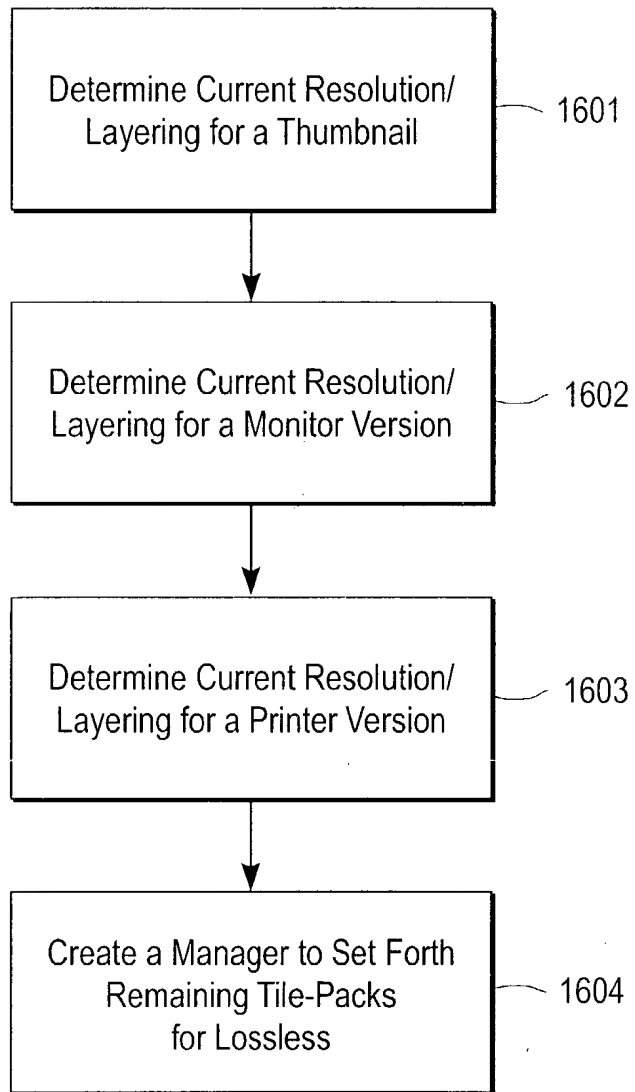 Determine Current Resolution/
Layering for a Thumbnail
1601
Determine Current Resolution/
Layering for a Monitor Version
1602
Determine Current Resolution/
Layering for a Printer Version
1603
Create a Manager to Set Forth
Remaining Tile-Packs
for Lossless
1604